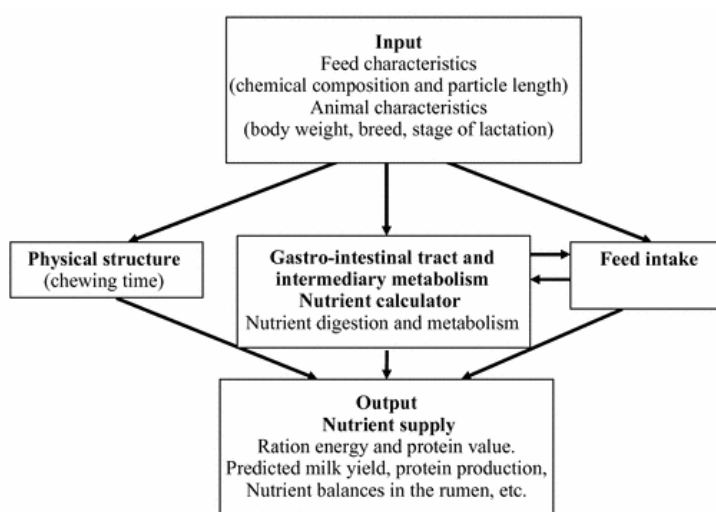 Input
Feed characteristics
(chemical composition and particle length)
Animal characteristics
(body weight, breed, stage of lactation)
Physical structure
(chewing time)
Gastro-intestinal tract and
intermediary metabolism
Nutrient calculator
Nutrient digestion and metabolism
Feed intake
Output
Nutrient supply
Ration energy and protein value.
Predicted milk yield, protein production,
Nutrient balances in the rumen, etc.